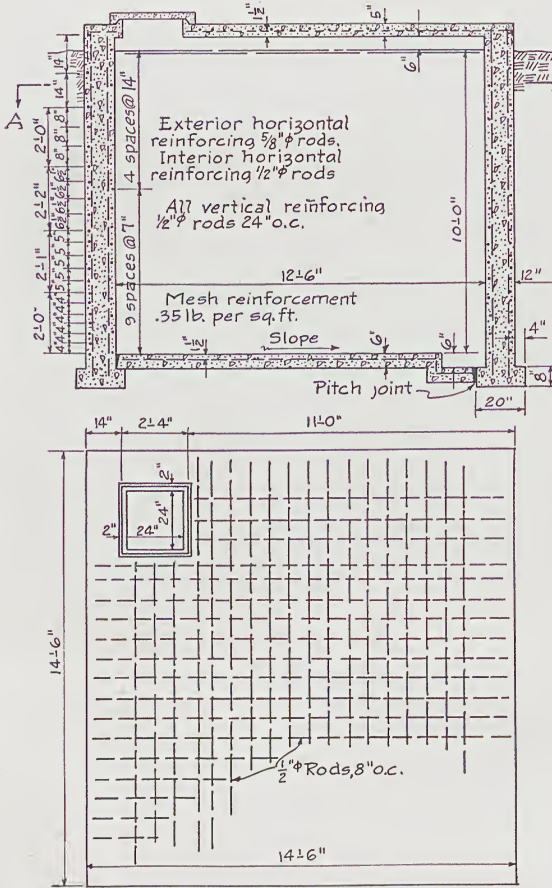 1½"
5"
6"
14"
14"
A
2'-0"
8" 8" 8"
2'-2"
6½" 6½" 6½" 6½"
2'-1"
5" 5" 5" 5" 5"
2'-0"
4" 4" 4" 4" 4" 4"
4 spaces@14"
9 spaces@7"
Exterior horizontal
reinforcing ⅝"φ rods.
Interior horizontal
reinforcing ½"φ rods
All vertical reinforcing
½"φ rods 24"o.c.
10'-0"
12'-6"
12"
Mesh reinforcement
.35 lb. per sq.ft.
Slope
1½"
6"
6"
4"
8"
Pitch joint
20"
14"
2'-4"
11'-0"
2"
2"
24"
24"
14'-6"
½"φ Rods, 8"o.c.
14'-6"